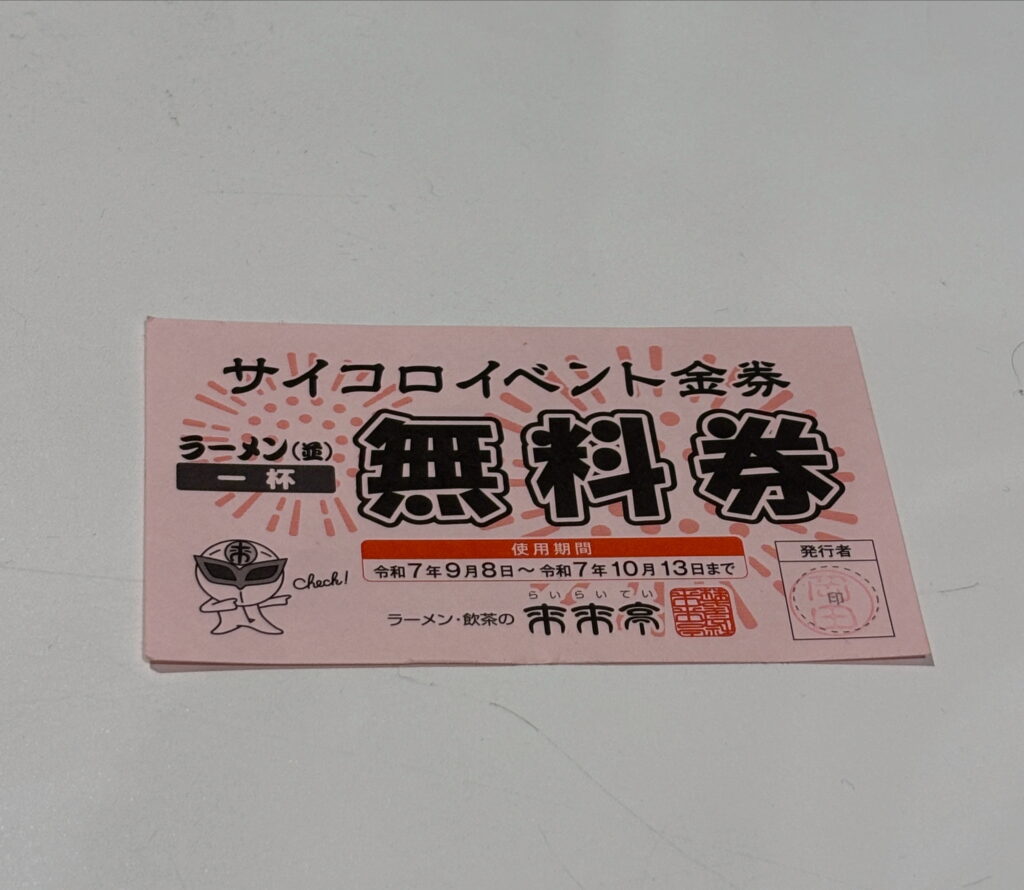 サイコロイベント金券
ラーメン(並)
一杯
無料券
使用期間
令和7年9月8日～令和7年10月13日まで
check!
来
らいらいてい
ラーメン・飲茶の 来来亭
発行者
印